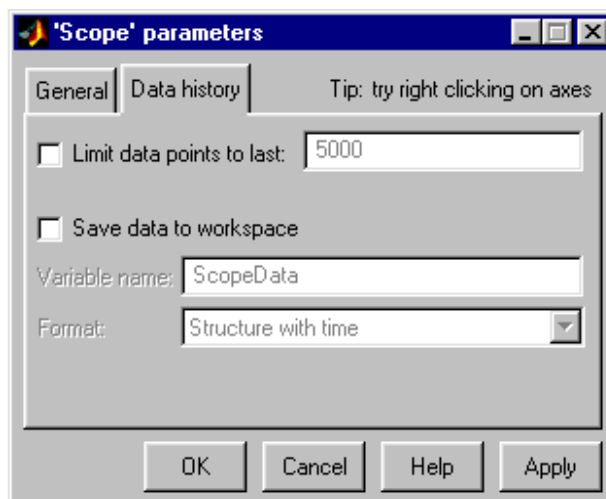 'Scope' parameters
General Data history Tip: try right clicking on axes
Limit data points to last: 5000
Save data to workspace
Variable name: ScopeData
Format: Structure with time
OK Cancel Help Apply